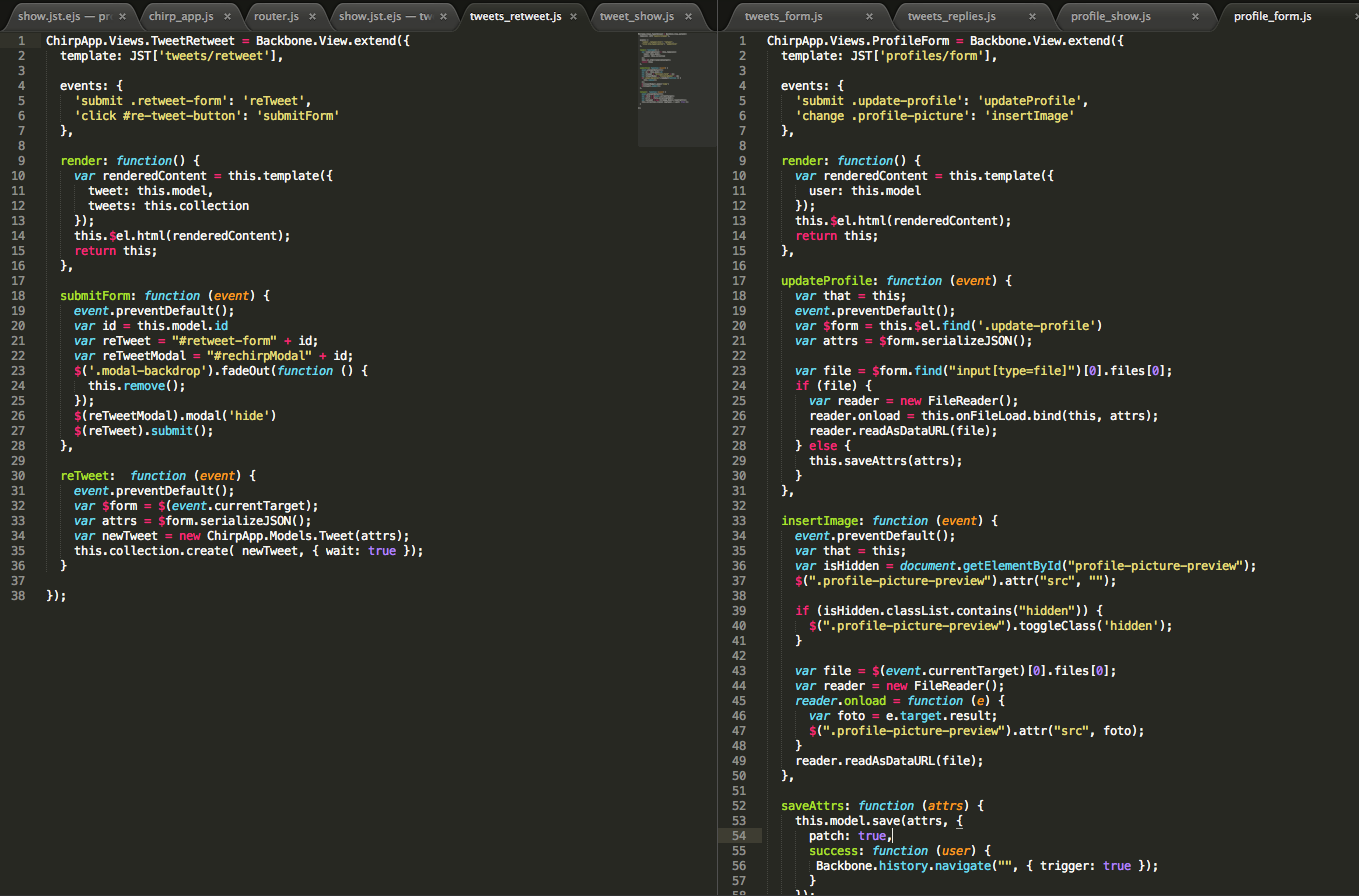 show.jst.ejs — pr
chirp_app.js
router.js
show.jst.ejs — tw
tweets_retweet.js
tweet_show.js
1 ChirpApp.Views.TweetRetweet = Backbone.View.extend({
2   template: JST['tweets/retweet'],
3
4   events: {
5     'submit .retweet-form': 'reTweet',
6     'click #re-tweet-button': 'submitForm'
7   },
8
9   render: function() {
10     var renderedContent = this.template({
11       tweet: this.model,
12       tweets: this.collection
13     });
14     this.$el.html(renderedContent);
15     return this;
16   },
17
18   submitForm: function (event) {
19     event.preventDefault();
20     var id = this.model.id
21     var reTweet = "#retweet-form" + id;
22     var reTweetModal = "#rechirpModal" + id;
23     $('.modal-backdrop').fadeOut(function () {
24       this.remove();
25     });
26     $(reTweetModal).modal('hide')
27     $(reTweet).submit();
28   },
29
30   reTweet:  function (event) {
31     event.preventDefault();
32     var $form = $(event.currentTarget);
33     var attrs = $form.serializeJSON();
34     var newTweet = new ChirpApp.Models.Tweet(attrs);
35     this.collection.create( newTweet, { wait: true });
36   }
37
38 });
tweets_form.js
tweets_replies.js
profile_show.js
profile_form.js
1 ChirpApp.Views.ProfileForm = Backbone.View.extend({
2   template: JST['profiles/form'],
3
4   events: {
5     'submit .update-profile': 'updateProfile',
6     'change .profile-picture': 'insertImage'
7   },
8
9   render: function() {
10     var renderedContent = this.template({
11       user: this.model
12     });
13     this.$el.html(renderedContent);
14     return this;
15   },
16
17   updateProfile: function (event) {
18     var that = this;
19     event.preventDefault();
20     var $form = this.$el.find('.update-profile')
21     var attrs = $form.serializeJSON();
22
23     var file = $form.find("input[type=file]")[0].files[0];
24     if (file) {
25       var reader = new FileReader();
26       reader.onload = this.onFileLoad.bind(this, attrs);
27       reader.readAsDataURL(file);
28     } else {
29       this.saveAttrs(attrs);
30     }
31   },
32
33   insertImage: function (event) {
34     event.preventDefault();
35     var that = this;
36     var isHidden = document.getElementById("profile-picture-preview");
37     $(".profile-picture-preview").attr("src", "");
38
39     if (isHidden.classList.contains("hidden")) {
40       $(".profile-picture-preview").toggleClass('hidden');
41     }
42
43     var file = $(event.currentTarget)[0].files[0];
44     var reader = new FileReader();
45     reader.onload = function (e) {
46       var foto = e.target.result;
47       $(".profile-picture-preview").attr("src", foto);
48     }
49     reader.readAsDataURL(file);
50   },
51
52   saveAttrs: function (attrs) {
53     this.model.save(attrs, {
54       patch: true,
55       success: function (user) {
56        Backbone.history.navigate("", { trigger: true });
57       }
58     });